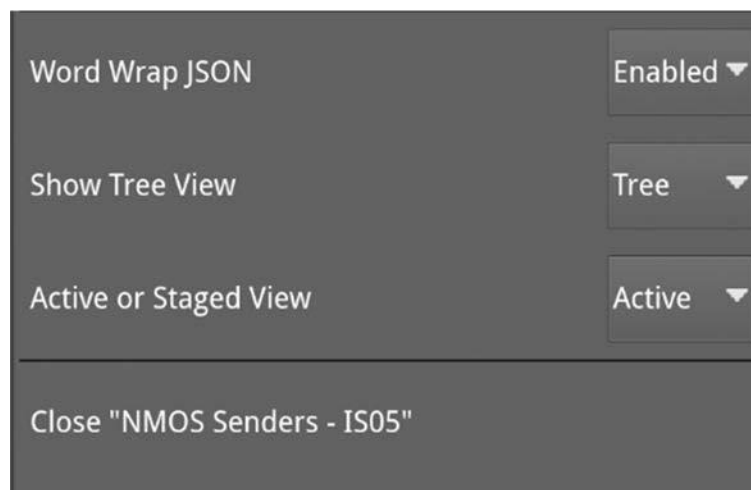 Word Wrap JSON Enabled
Show Tree View Tree
Active or Staged View Active
Close "NMOS Senders - IS05"